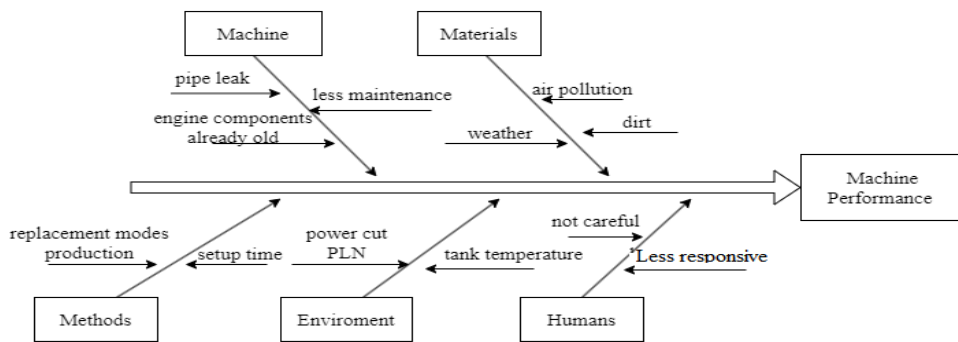 Machine
Materials
pipe leak
less maintenance
engine components
already old
air pollution
dirt
weather
Machine
Performance
replacement modes
production
setup time
power cut
PLN
tank temperature
not careful
Less responsive
Methods
Enviroment
Humans